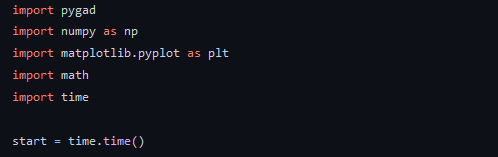 import pygad
import numpy as np
import matplotlib.pyplot as plt
import math
import time
start = time.time()